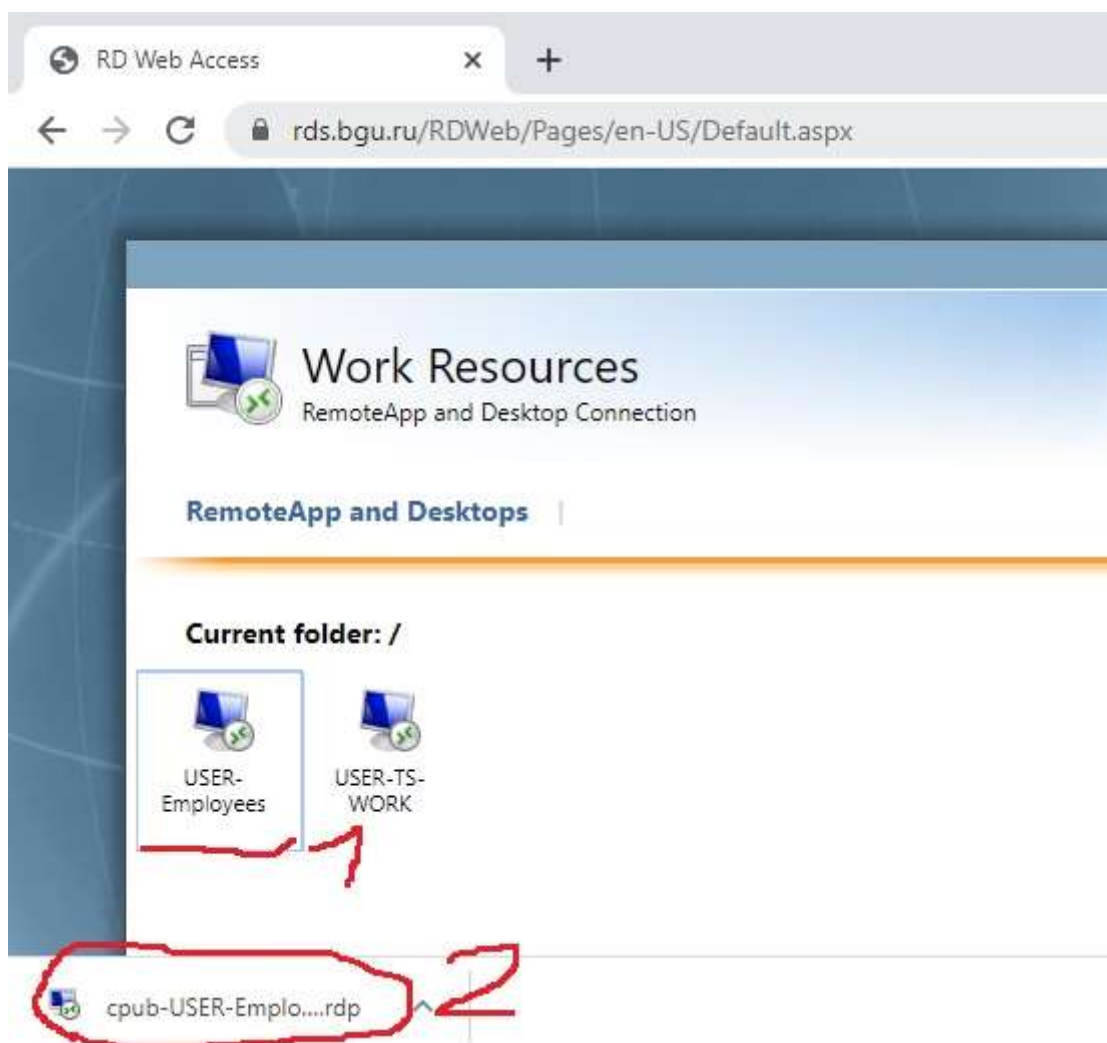 RD Web Access
rds.bgu.ru/RDWeb/Pages/en-US/Default.aspx
Work Resources
RemoteApp and Desktop Connection
RemoteApp and Desktops |
Current folder: /
USER-
Employees
USER-TS-
WORK
1
cpub-USER-Emplo....rdp
2